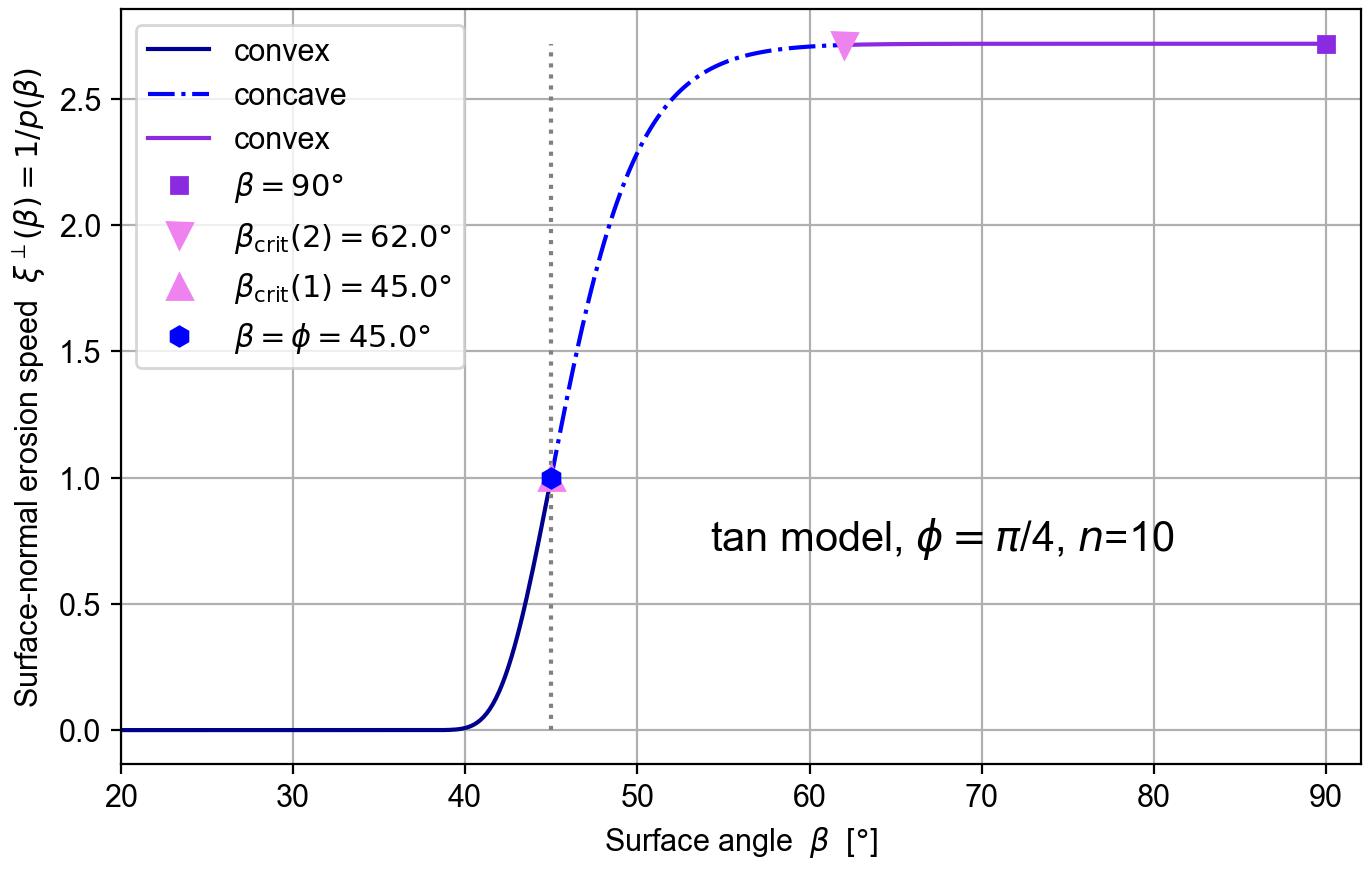 Surface-normal erosion speed ξ⊥(β) = 1/p(β)
2.5
2.0
1.5
1.0
0.5
0.0
convex
concave
convex
β = 90°
βcrit(2) = 62.0°
βcrit(1) = 45.0°
β = ϕ = 45.0°
tan model, ϕ = π/4, n=10
20 30 40 50 60 70 80 90
Surface angle β [°]